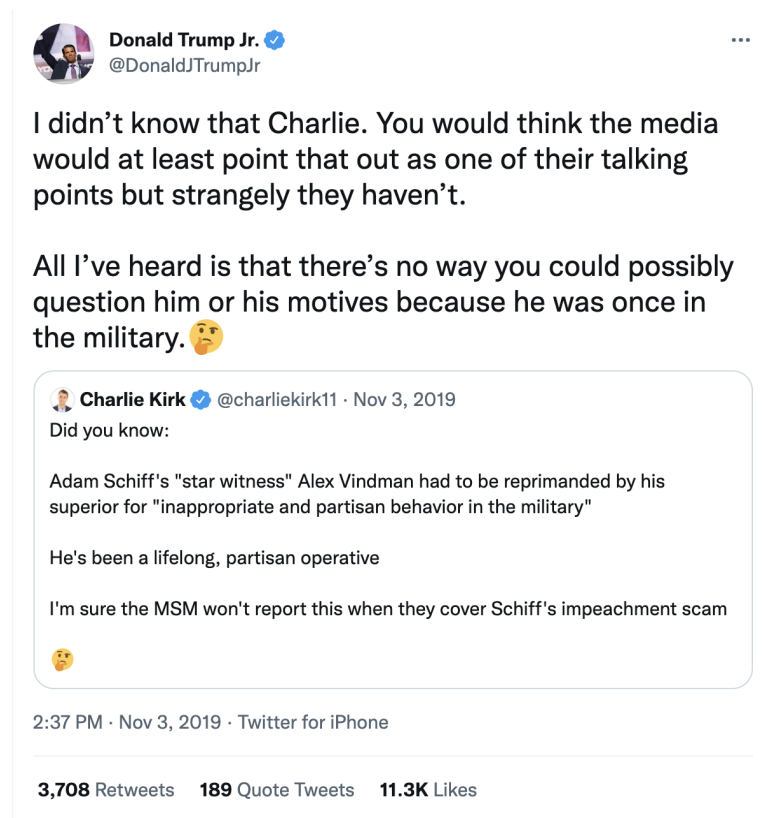 Donald Trump Jr.
@DonaldJTrumpJr
I didn’t know that Charlie. You would think the media
would at least point that out as one of their talking
points but strangely they haven’t.
All I’ve heard is that there’s no way you could possibly
question him or his motives because he was once in
the military.🤔
Charlie Kirk @charliekirk11 · Nov 3, 2019
Did you know:
Adam Schiff's "star witness" Alex Vindman had to be reprimanded by his
superior for "inappropriate and partisan behavior in the military"
He's been a lifelong, partisan operative
I'm sure the MSM won't report this when they cover Schiff's impeachment scam
🤔
2:37 PM · Nov 3, 2019 · Twitter for iPhone
3,708 Retweets 189 Quote Tweets 11.3K Likes